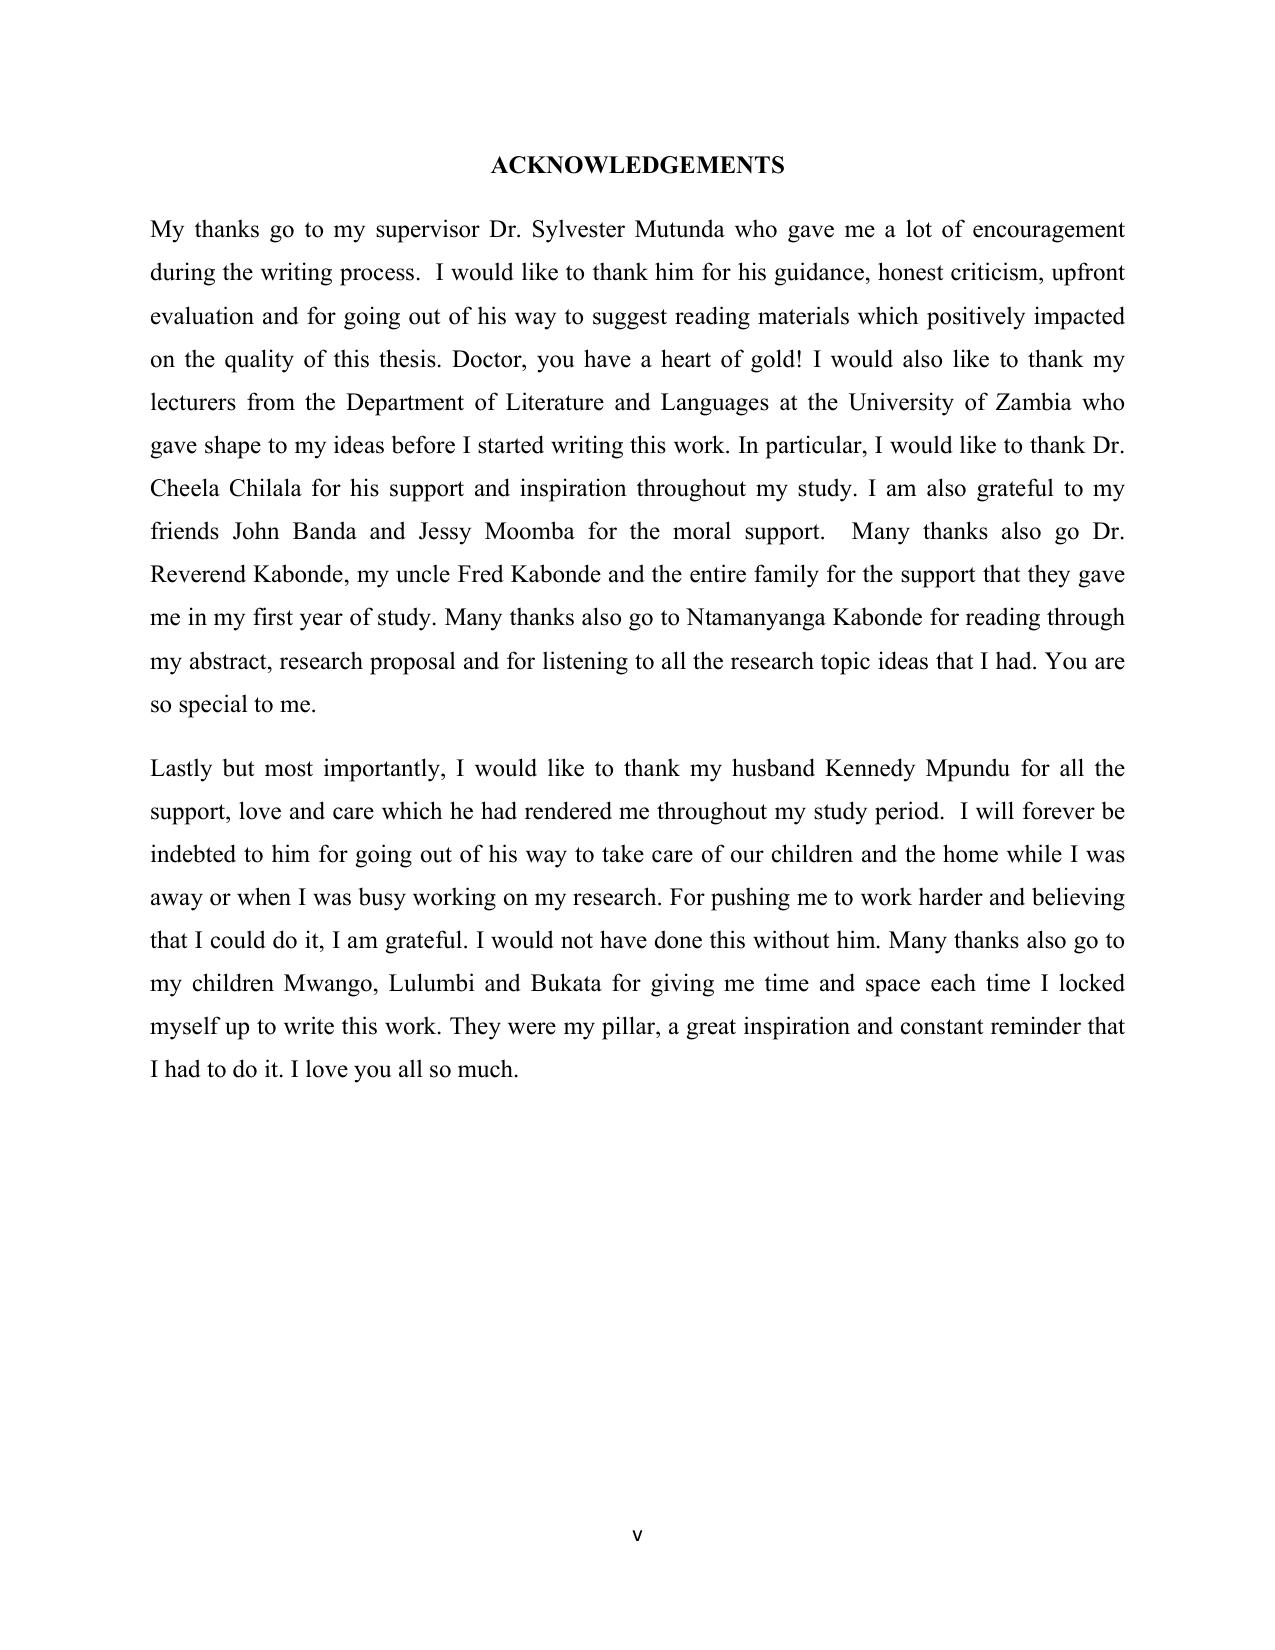 ACKNOWLEDGEMENTS
My thanks go to my supervisor Dr. Sylvester Mutunda who gave me a lot of encouragement
during the writing process.  I would like to thank him for his guidance, honest criticism, upfront
evaluation and for going out of his way to suggest reading materials which positively impacted
on the quality of this thesis. Doctor, you have a heart of gold! I would also like to thank my
lecturers from the Department of Literature and Languages at the University of Zambia who
gave shape to my ideas before I started writing this work. In particular, I would like to thank Dr.
Cheela Chilala for his support and inspiration throughout my study. I am also grateful to my
friends John Banda and Jessy Moomba for the moral support.  Many thanks also go Dr.
Reverend Kabonde, my uncle Fred Kabonde and the entire family for the support that they gave
me in my first year of study. Many thanks also go to Ntamanyanga Kabonde for reading through
my abstract, research proposal and for listening to all the research topic ideas that I had. You are
so special to me.
Lastly but most importantly, I would like to thank my husband Kennedy Mpundu for all the
support, love and care which he had rendered me throughout my study period.  I will forever be
indebted to him for going out of his way to take care of our children and the home while I was
away or when I was busy working on my research. For pushing me to work harder and believing
that I could do it, I am grateful. I would not have done this without him. Many thanks also go to
my children Mwango, Lulumbi and Bukata for giving me time and space each time I locked
myself up to write this work. They were my pillar, a great inspiration and constant reminder that
I had to do it. I love you all so much.
v